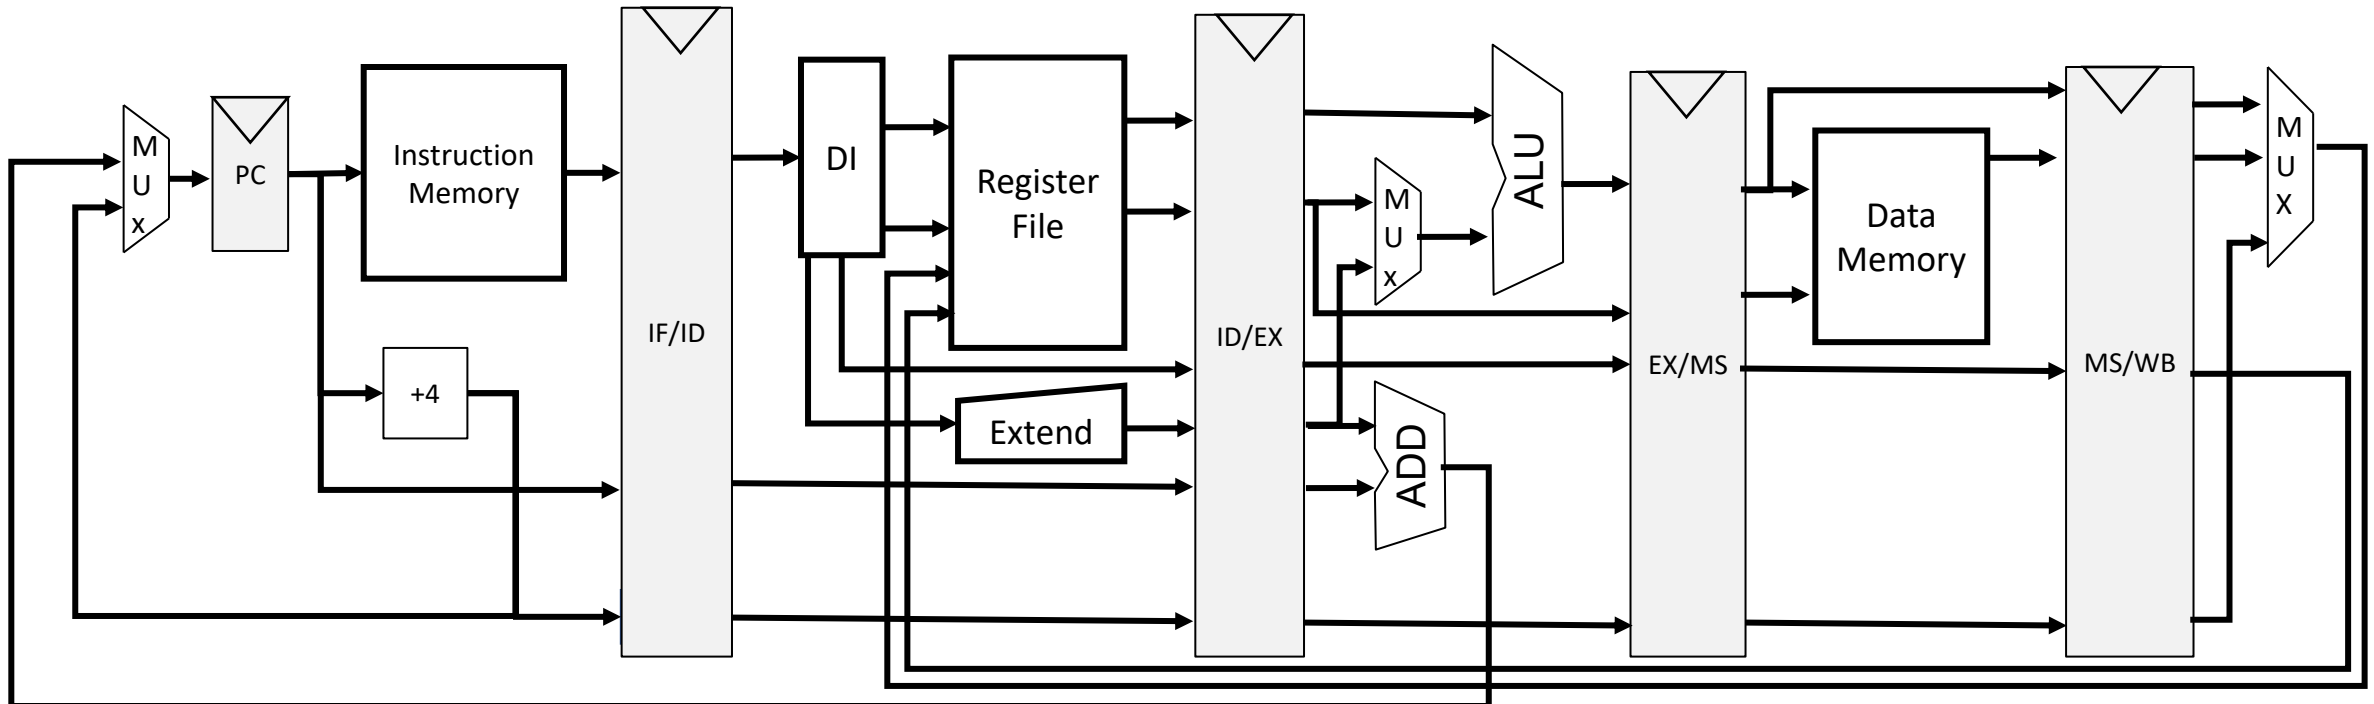 M
U
x
PC
Instruction
Memory
+4
IF/ID
DI
Register
File
Extend
ID/EX
M
U
x
ALU
ADD
EX/MS
Data
Memory
MS/WB
M
U
X